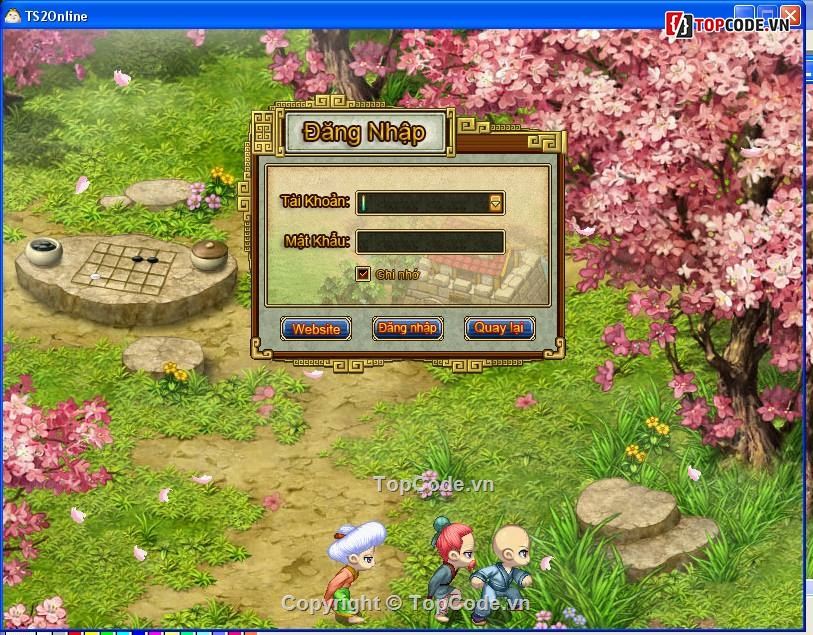 TS2Online
TOPCODE.VN
Đăng Nhập
Tài Khoản:
Mật Khẩu:
Ghi nhớ
Website
Đăng nhập
Quay lại
TopCode.vn
Copyright © TopCode.vn